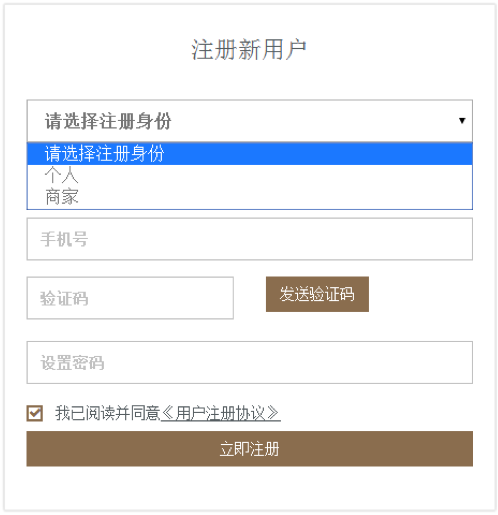 注册新用户
请选择注册身份
请选择注册身份
个人
商家
手机号
验证码 发送验证码
设置密码
我已阅读并同意《用户注册协议》
立即注册